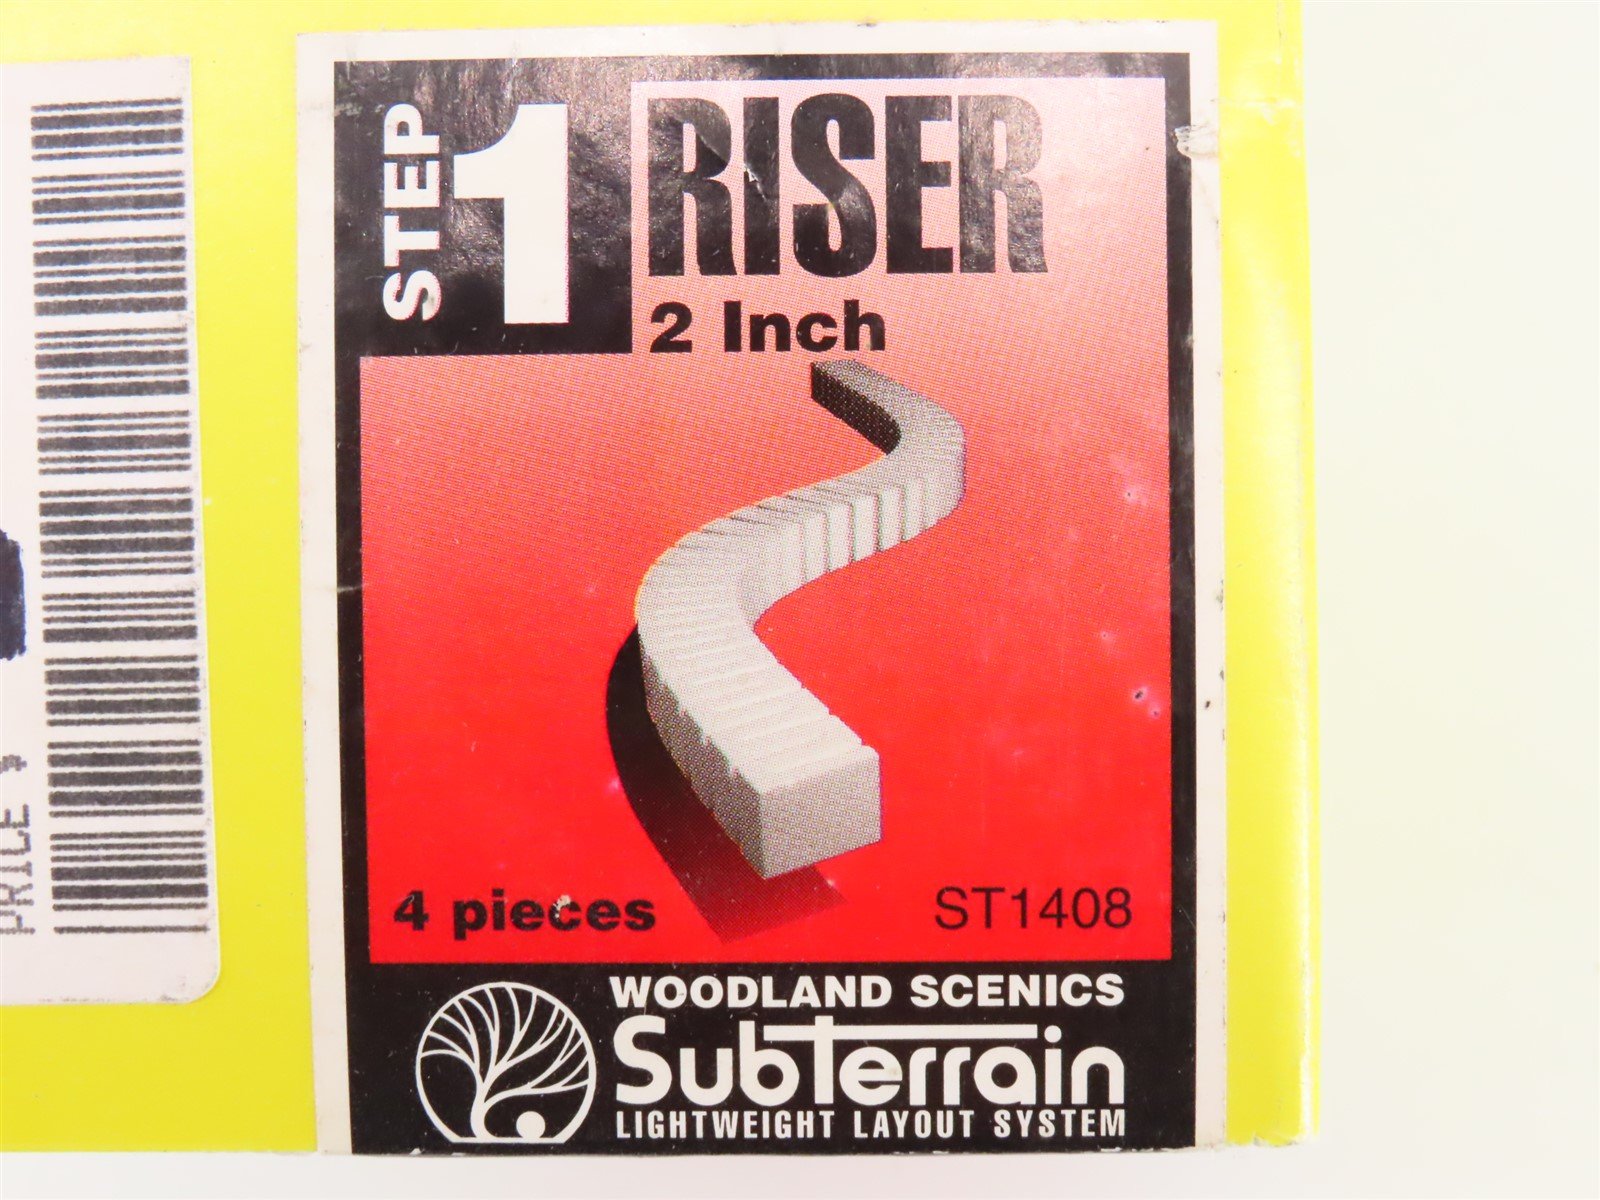 STEP 1
RISER
2 Inch
4 pieces
ST1408
WOODLAND SCENICS
SubTerrain
LIGHTWEIGHT LAYOUT SYSTEM
PRICE $